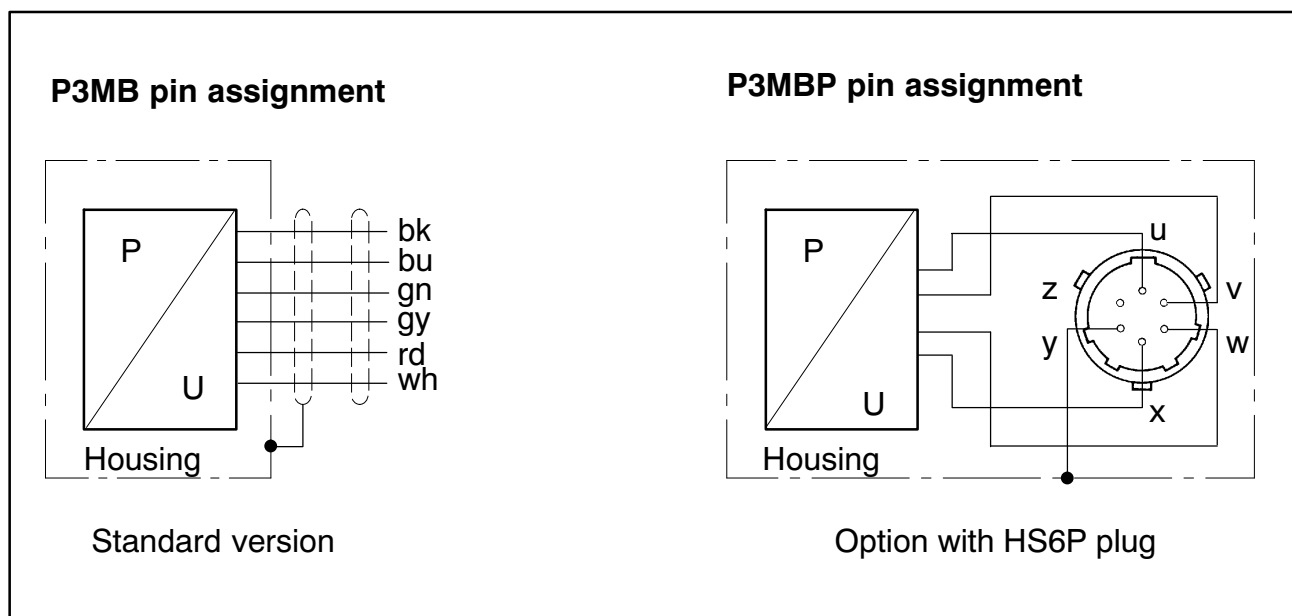 P3MB pin assignment
P
U
bk
bu
gn
gy
rd
wh
Housing
Standard version
P3MBP pin assignment
P
U
u
z
v
y
w
x
Housing
Option with HS6P plug